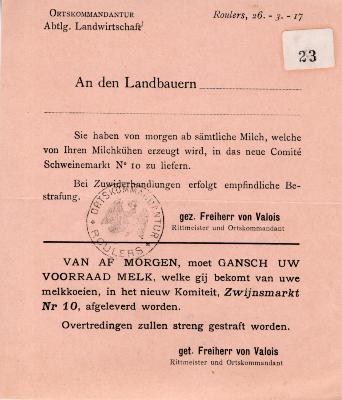 ORTSKOMMANDANTUR
Abtlg. Landwirtschaft
Roulers, 26. - 3. - 17
23
An den Landbauern
Sie haben von morgen ab sämtliche Milch, welche
von Ihren Milchkühen erzeugt wird, in das neue Comité
Schweinemarkt Nº 10 zu liefern.
Bei Zuwiderhandlungen erfolgt empfindliche Be-
strafung.
gez. Freiherr von Valois
Rittmeister und Ortskommandant
ORTSKOMMANDANTUR
* ROULERS *
VAN AF MORGEN, moet GANSCH UW
VOORRAAD MELK, welke gij bekomt van uwe
melkkoeien, in het nieuw Komiteit, Zwijnsmarkt
Nr 10, afgeleverd worden.
Overtredingen zullen streng gestraft worden.
get. Freiherr von Valois
Rittmeister und Ortskommandant